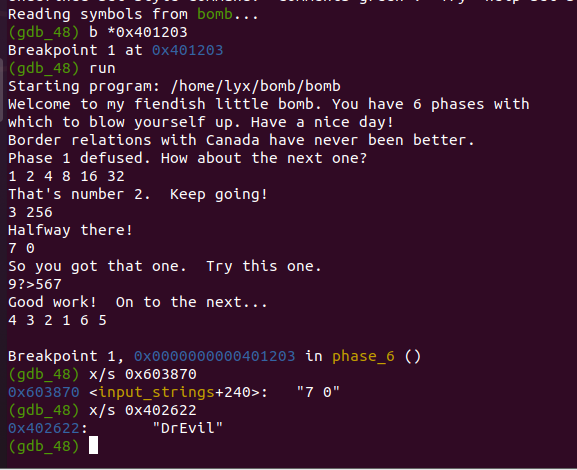 Reading symbols from bomb...
(gdb_48) b *0x401203
Breakpoint 1 at 0x401203
(gdb_48) run
Starting program: /home/lyx/bomb/bomb
Welcome to my fiendish little bomb. You have 6 phases with
which to blow yourself up. Have a nice day!
Border relations with Canada have never been better.
Phase 1 defused. How about the next one?
1 2 4 8 16 32
That's number 2.  Keep going!
3 256
Halfway there!
7 0
So you got that one.  Try this one.
9?>567
Good work!  On to the next...
4 3 2 1 6 5
Breakpoint 1, 0x0000000000401203 in phase_6 ()
(gdb_48) x/s 0x603870
0x603870 <input_strings+240>:   "7 0"
(gdb_48) x/s 0x402622
0x402622:       "DrEvil"
(gdb_48)